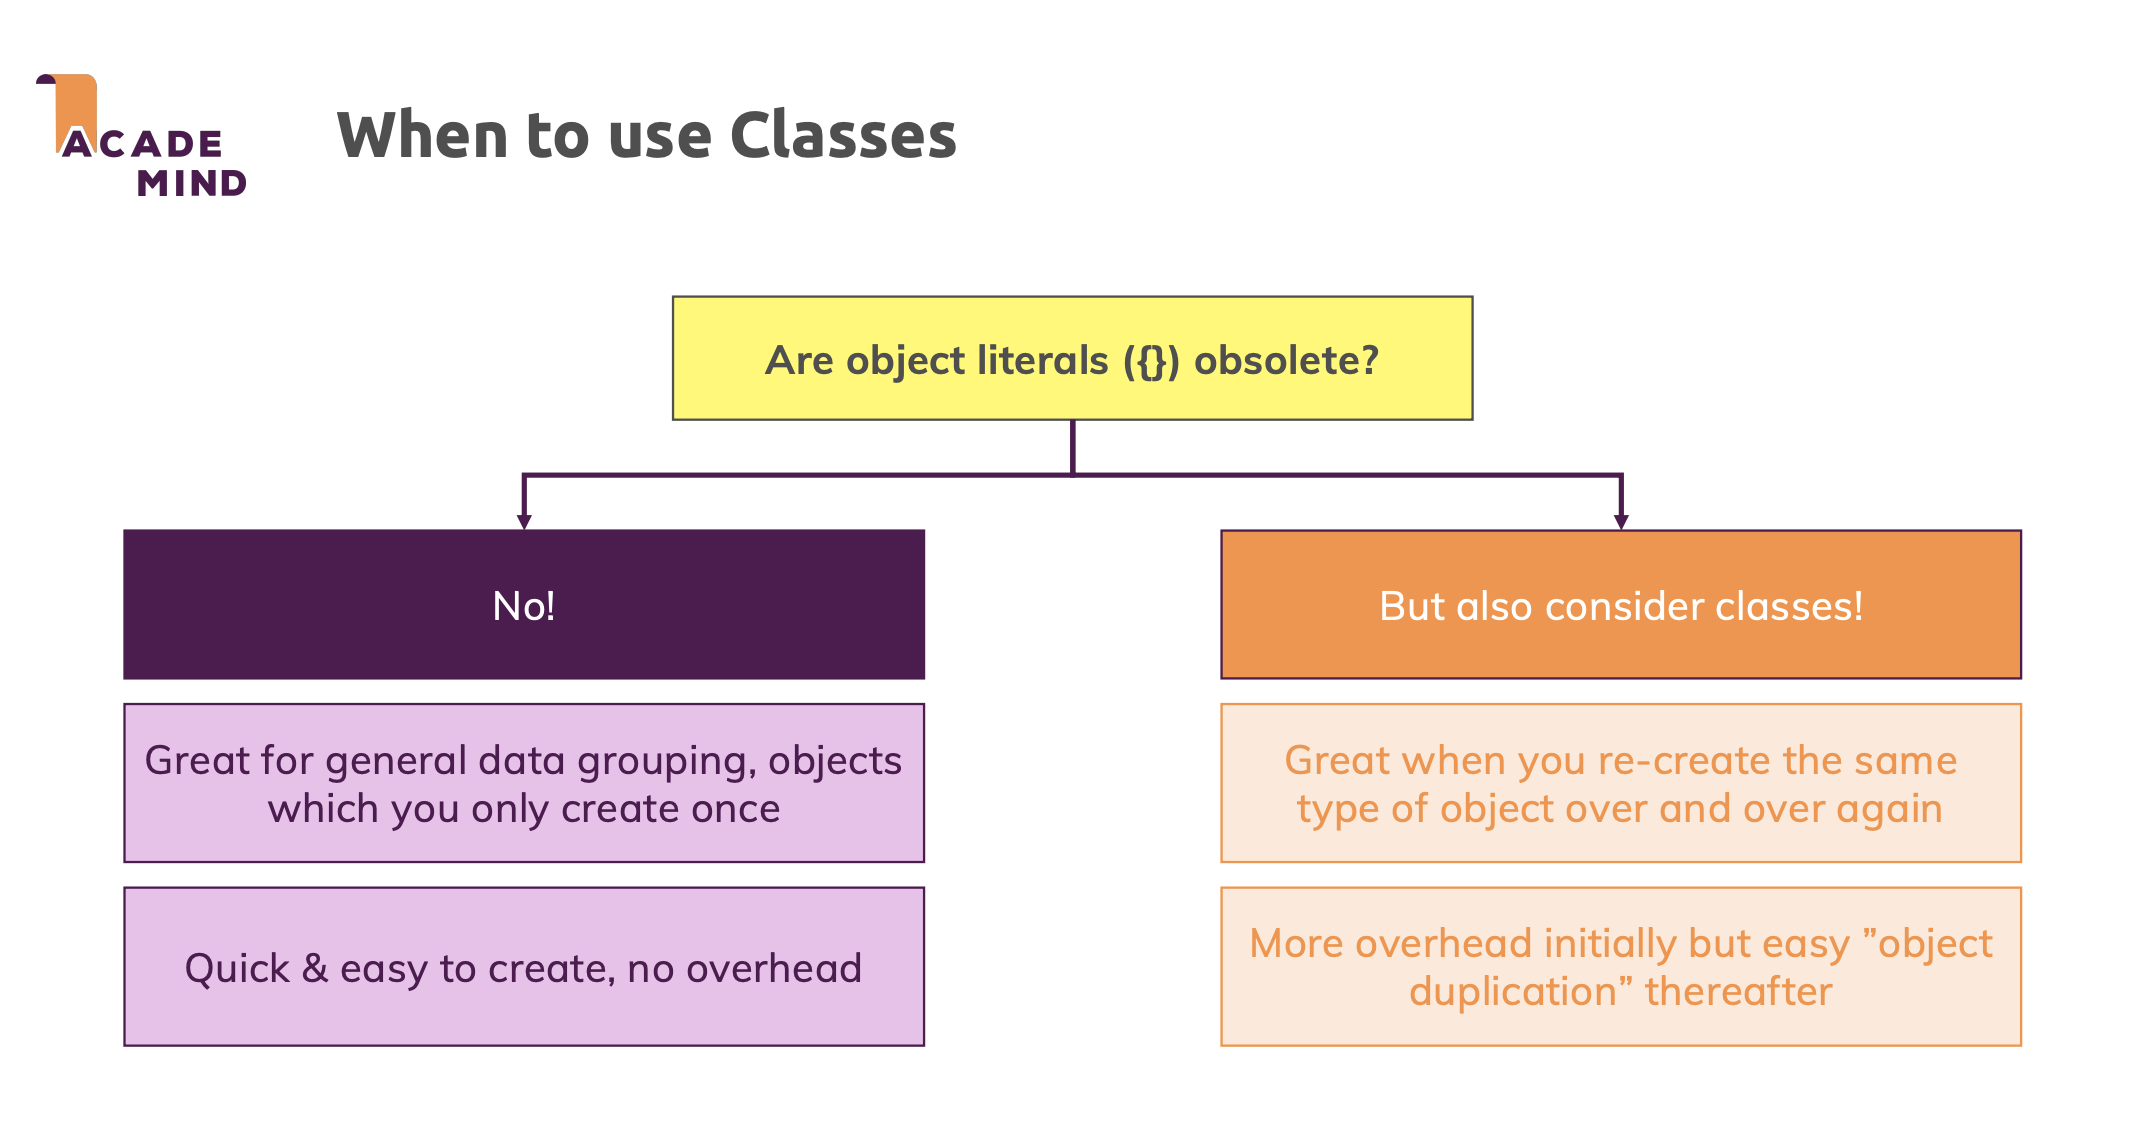 ACADE
MIND
When to use Classes
Are object literals ({}) obsolete?
No!
Great for general data grouping, objects
which you only create once
Quick & easy to create, no overhead
But also consider classes!
Great when you re-create the same
type of object over and over again
More overhead initially but easy ”object
duplication” thereafter